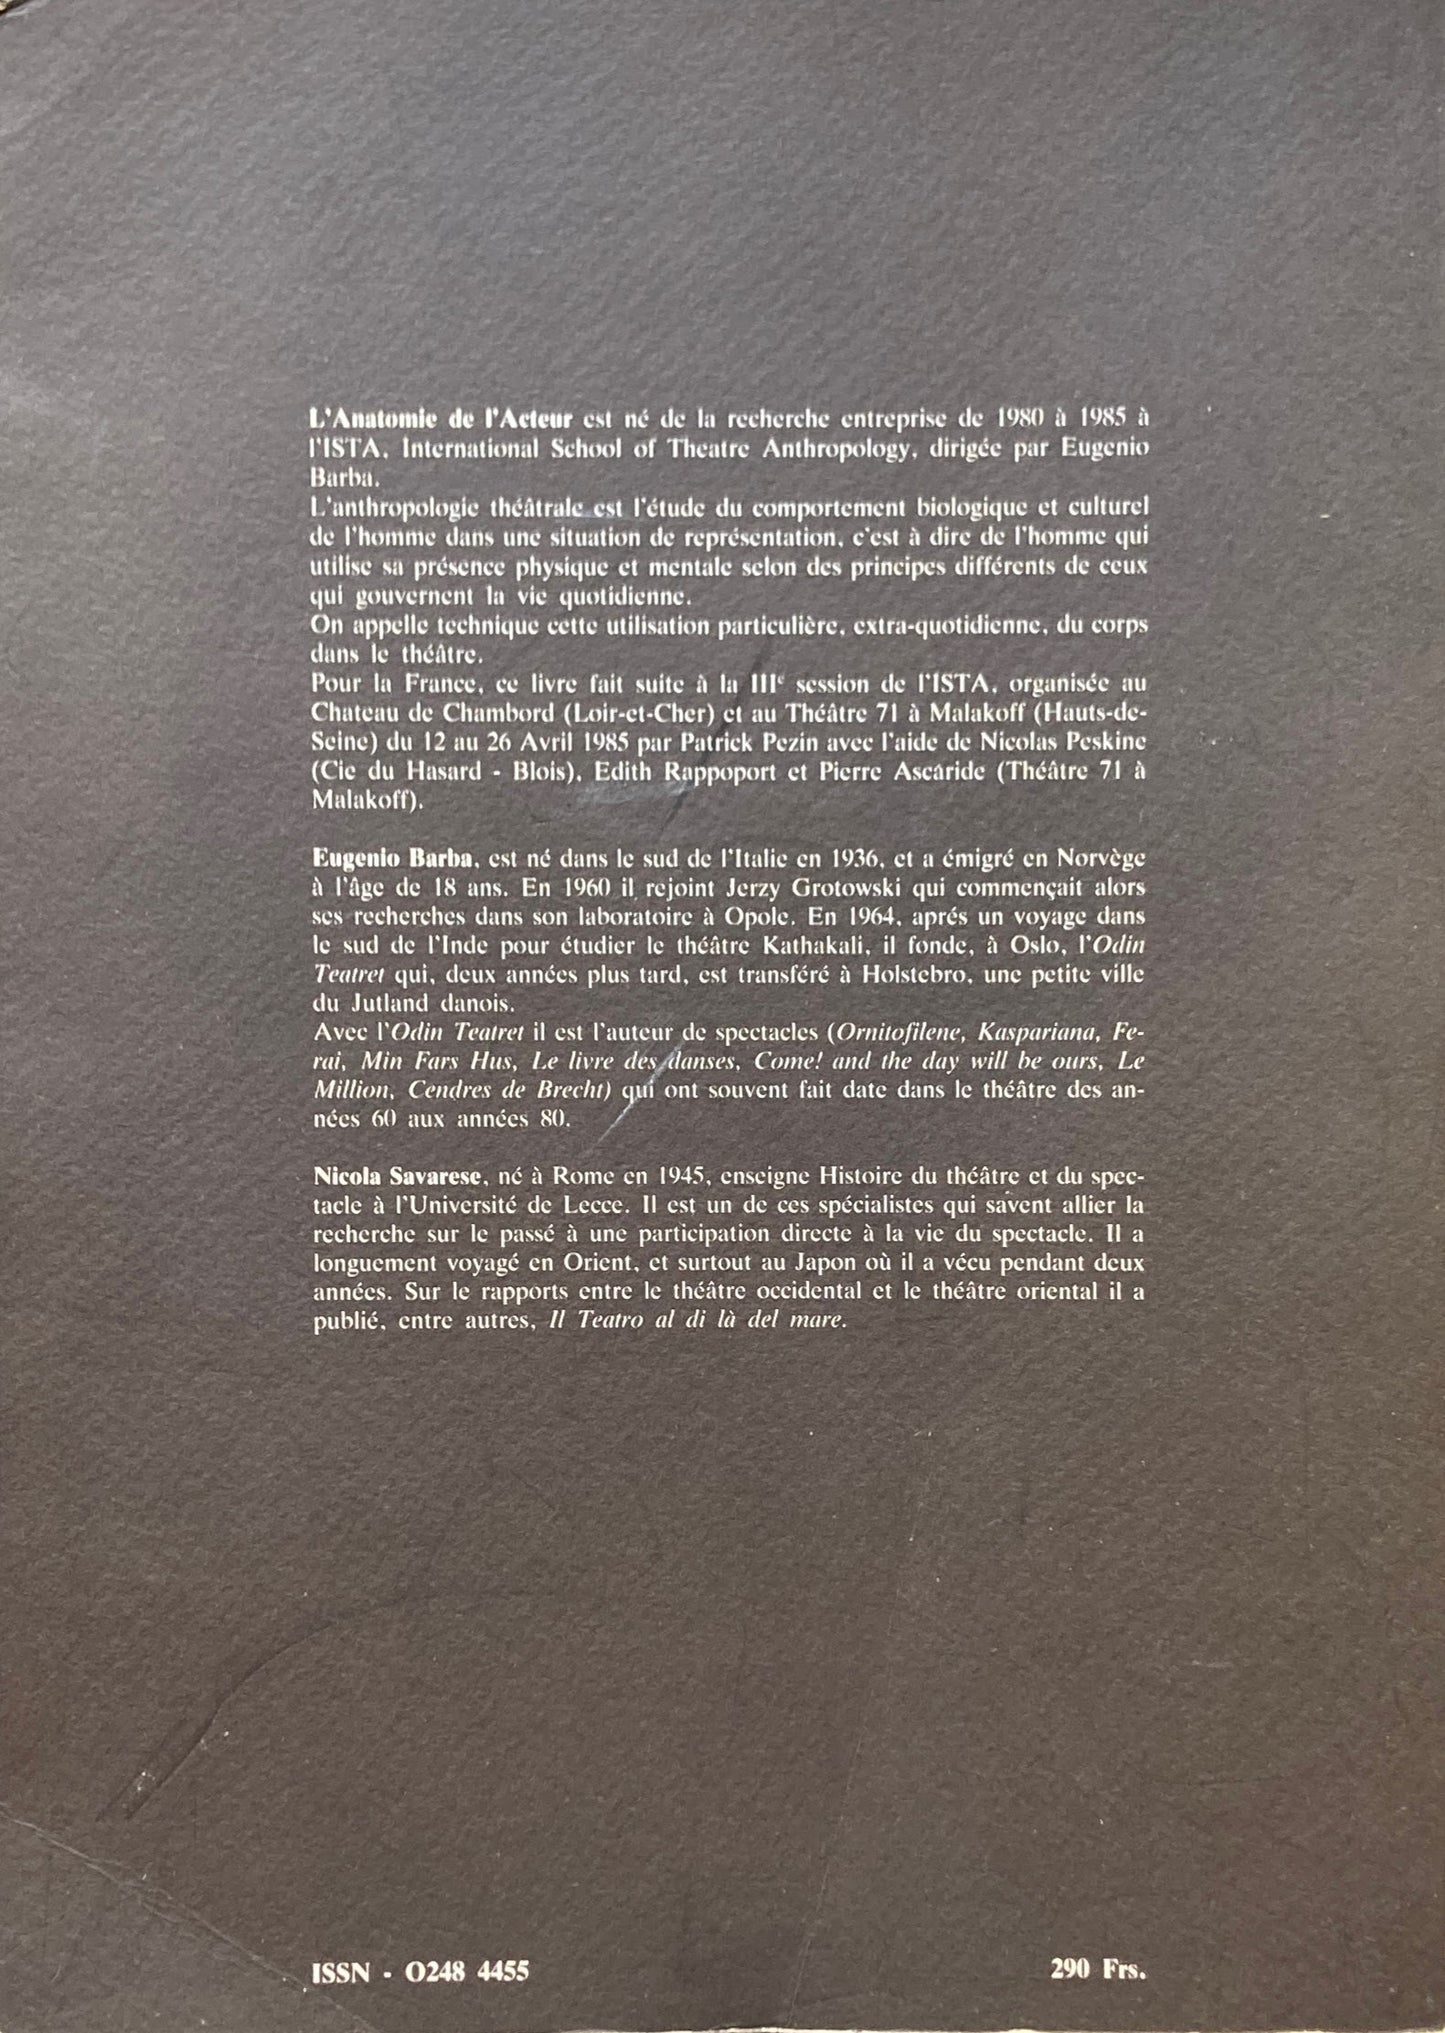 L'Anatomie de l'Acteur est né de la recherche entreprise de 1980 à 1985 à
l'ISTA, International School of Theatre Anthropology, dirigée par Eugenio
Barba.
L'anthropologie théâtrale est l'étude du comportement biologique et culturel
de l'homme dans une situation de représentation, c'est à dire de l'homme qui
utilise sa présence physique et mentale selon des principes différents de ceux
qui gouvernent la vie quotidienne.
On appelle technique cette utilisation particulière, extra-quotidienne, du corps
dans le théâtre.
Pour la France, ce livre fait suite à la IIIe session de l'ISTA, organisée au
Chateau de Chambord (Loir-et-Cher) et au Théâtre 71 à Malakoff (Hauts-de-
Seine) du 12 au 26 Avril 1985 par Patrick Pezin avec l'aide de Nicolas Peskine
(Cie du Hasard - Blois), Edith Rappoport et Pierre Ascaride (Théâtre 71 à
Malakoff).
Eugenio Barba, est né dans le sud de l'Italie en 1936, et a émigré en Norvège
à l'âge de 18 ans. En 1960 il rejoint Jerzy Grotowski qui commençait alors
ses recherches dans son laboratoire à Opole. En 1964, aprés un voyage dans
le sud de l'Inde pour étudier le théâtre Kathakali, il fonde, à Oslo, l'Odin
Teatret qui, deux années plus tard, est transféré à Holstebro, une petite ville
du Jutland danois.
Avec l'Odin Teatret il est l'auteur de spectacles (Ornitofilene, Kaspariana, Fe-
rai, Min Fars Hus, Le livre des danses, Come! and the day will be ours, Le
Million, Cendres de Brecht) qui ont souvent fait date dans le théâtre des an-
nées 60 aux années 80.
Nicola Savarese, né à Rome en 1945, enseigne Histoire du théâtre et du spec-
tacle à l'Université de Lecce. Il est un de ces spécialistes qui savent allier la
recherche sur le passé à une participation directe à la vie du spectacle. Il a
longuement voyagé en Orient, et surtout au Japon où il a vécu pendant deux
années. Sur le rapports entre le théâtre occidental et le théâtre oriental il a
publié, entre autres, Il Teatro al di là del mare.
ISSN - O248 4455
290 Frs.